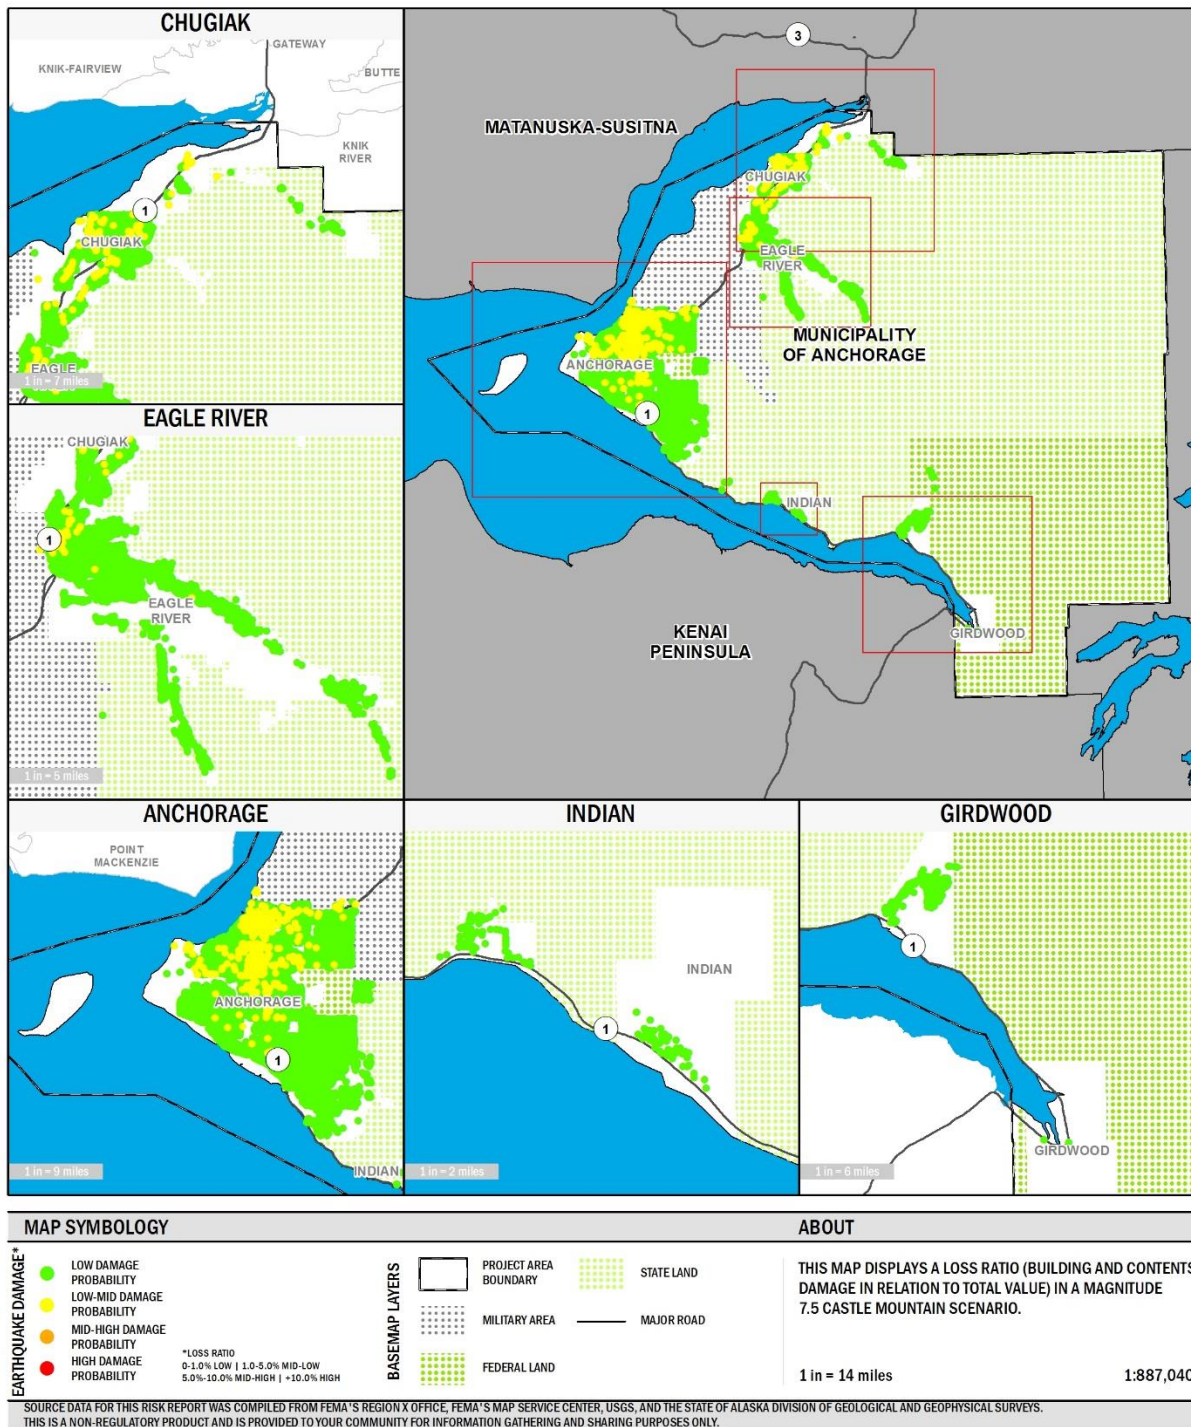 CHUGIAK
GATEWAY
KNIK-FAIRVIEW
BUTTE
KNIK
RIVER
1
CHUGIAK
EAGLE
1 in = 7 miles
3
MATANUSKA-SUSITNA
CHUGIAK
EAGLE
RIVER
MUNICIPALITY
OF ANCHORAGE
ANCHORAGE
1
INDIAN
KENAI
PENINSULA
GIRDWOOD
EAGLE RIVER
CHUGIAK
1
EAGLE
RIVER
1 in = 5 miles
ANCHORAGE
POINT
MACKENZIE
ANCHORAGE
1
INDIAN
1 in = 9 miles
INDIAN
INDIAN
1
1 in = 2 miles
GIRDWOOD
1
GIRDWOOD
1 in = 6 miles
MAP SYMBOLOGY
EARTHQUAKE DAMAGE*
LOW DAMAGE
PROBABILITY
LOW-MID DAMAGE
PROBABILITY
MID-HIGH DAMAGE
PROBABILITY
HIGH DAMAGE
PROBABILITY
*LOSS RATIO
0-1.0% LOW | 1.0-5.0% MID-LOW
5.0%-10.0% MID-HIGH | +10.0% HIGH
BASEMAP LAYERS
PROJECT AREA
BOUNDARY
MILITARY AREA
FEDERAL LAND
STATE LAND
MAJOR ROAD
ABOUT
THIS MAP DISPLAYS A LOSS RATIO (BUILDING AND CONTENTS
DAMAGE IN RELATION TO TOTAL VALUE) IN A MAGNITUDE
7.5 CASTLE MOUNTAIN SCENARIO.
1 in = 14 miles
1:887,040
SOURCE DATA FOR THIS RISK REPORT WAS COMPILED FROM FEMA'S REGION X OFFICE, FEMA'S MAP SERVICE CENTER, USGS, AND THE STATE OF ALASKA DIVISION OF GEOLOGICAL AND GEOPHYSICAL SURVEYS.
THIS IS A NON-REGULATORY PRODUCT AND IS PROVIDED TO YOUR COMMUNITY FOR INFORMATION GATHERING AND SHARING PURPOSES ONLY.